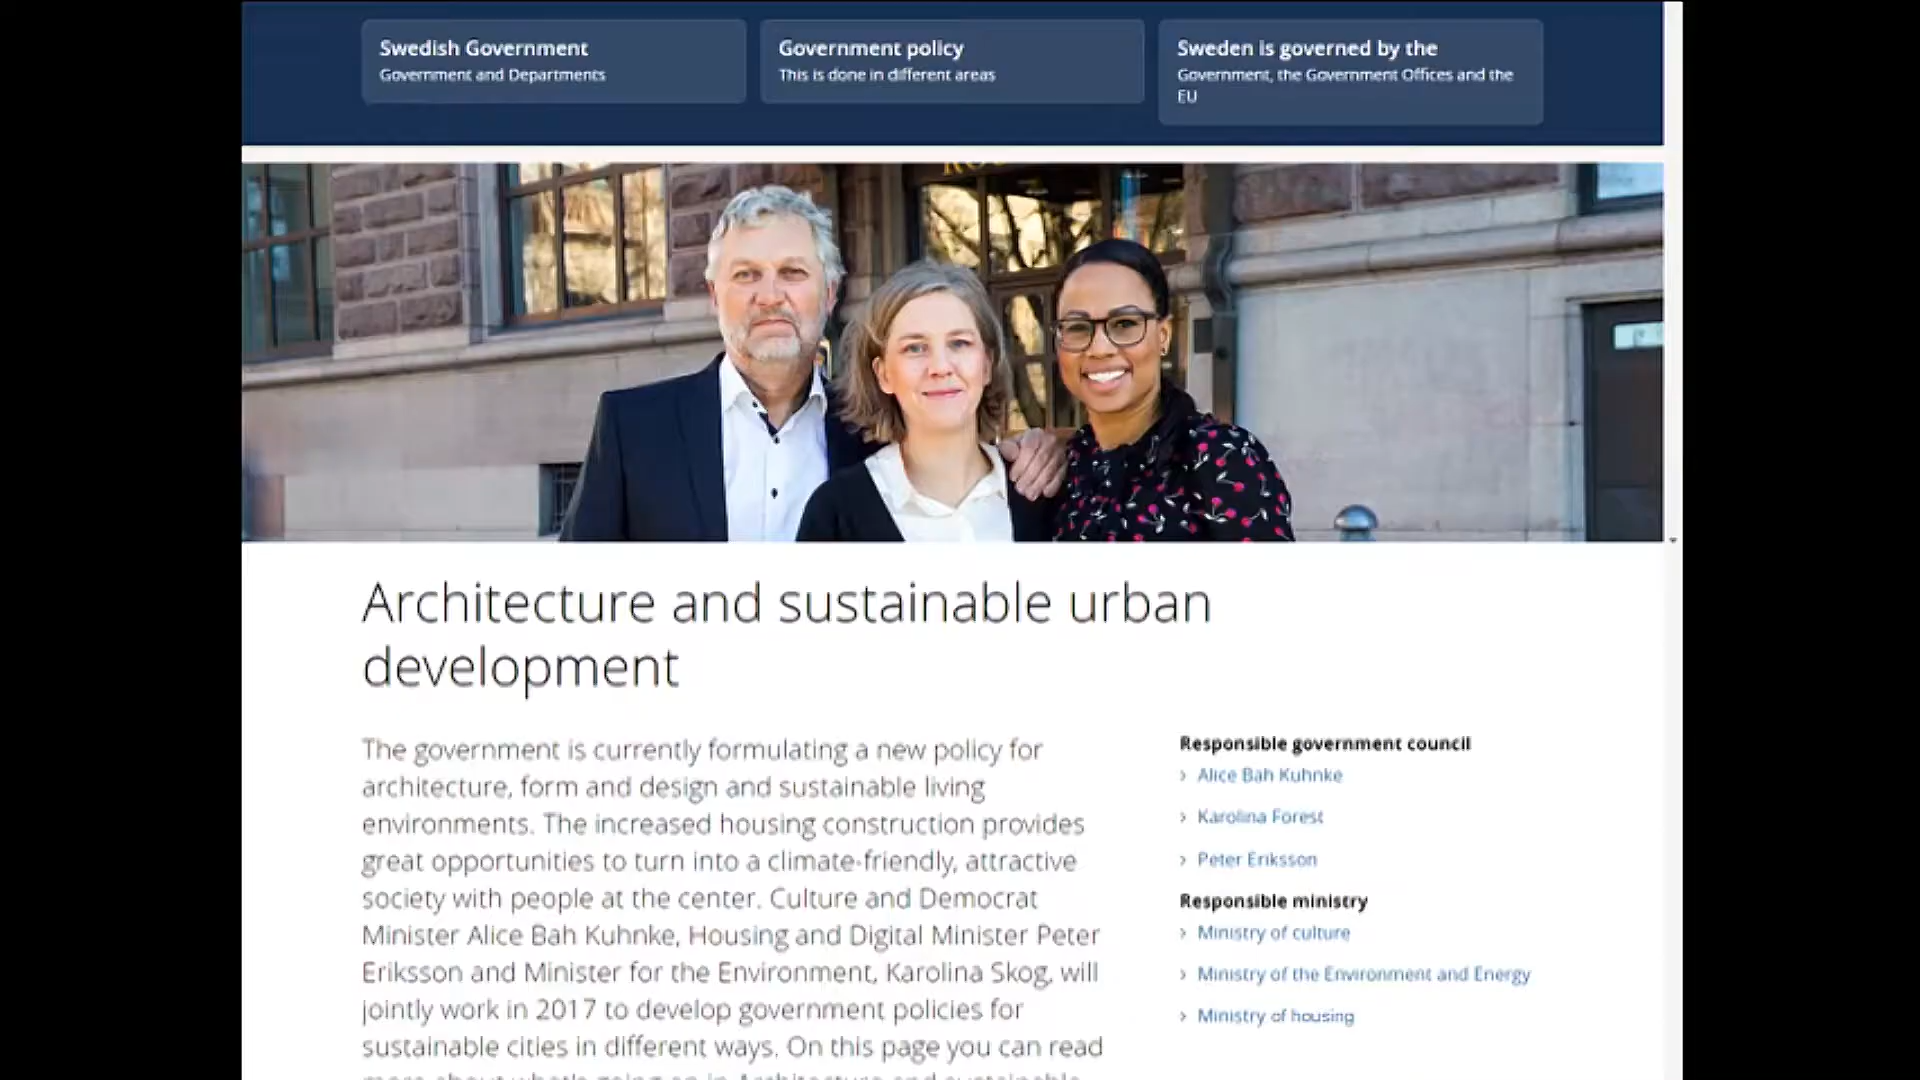 Swedish Government
Government and Departments
Government policy
This is done in different areas
Sweden is governed by the
Government, the Government Offices and the
EU
Architecture and sustainable urban
development
The government is currently formulating a new policy for
architecture, form and design and sustainable living
environments. The increased housing construction provides
great opportunities to turn into a climate-friendly, attractive
society with people at the center. Culture and Democrat
Minister Alice Bah Kuhnke, Housing and Digital Minister Peter
Eriksson and Minister for the Environment, Karolina Skog, will
jointly work in 2017 to develop government policies for
sustainable cities in different ways. On this page you can read
Responsible government council
› Alice Bah Kuhnke
› Karolina Forest
› Peter Eriksson
Responsible ministry
› Ministry of culture
› Ministry of the Environment and Energy
› Ministry of housing